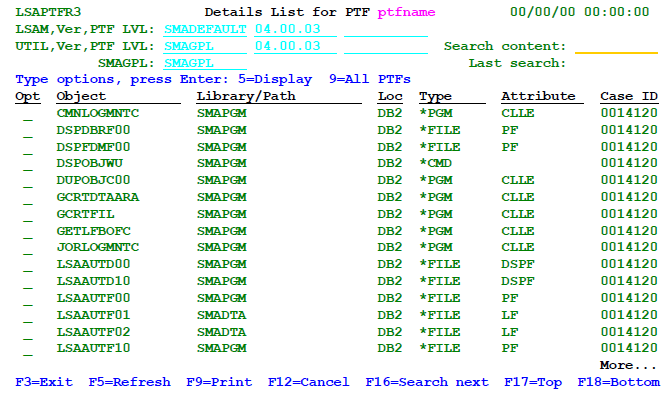 LSAPTFR3 Details List for PTF ptfname 00/00/00 00:00:00
LSAM,Ver,PTF LVL: SMADEFAULT 04.00.03
UTIL,Ver,PTF LVL: SMAGPL 04.00.03 Search content:
SMAGPL: SMAGPL Last search:
Type options, press Enter: 5=Display 9=All PTFs
Opt Object Library/Path Loc Type Attribute Case ID
_ CMNLOGMNTC SMAPGM DB2 *PGM CLLE 0014120
_ DSPDBRF00 SMAPGM DB2 *FILE PF 0014120
_ DSPFDMF00 SMAPGM DB2 *FILE PF 0014120
_ DSPOBJWU SMAPGM DB2 *CMD 0014120
_ DUPOBJC00 SMAPGM DB2 *PGM CLLE 0014120
_ GCRTDTAARA SMAPGM DB2 *PGM CLLE 0014120
_ GCRTFIL SMAPGM DB2 *PGM CLLE 0014120
_ GETLFBOFC SMAPGM DB2 *PGM CLLE 0014120
_ JORLOGMNTC SMAPGM DB2 *PGM CLLE 0014120
_ LSAAUTD00 SMAPGM DB2 *FILE DSPF 0014120
_ LSAAUTD10 SMAPGM DB2 *FILE DSPF 0014120
_ LSAAUTF00 SMAPGM DB2 *FILE PF 0014120
_ LSAAUTF01 SMADTA DB2 *FILE LF 0014120
_ LSAAUTF02 SMADTA DB2 *FILE LF 0014120
_ LSAAUTF10 SMAPGM DB2 *FILE PF 0014120
More...
F3=Exit F5=Refresh F9=Print F12=Cancel F16=Search next F17=Top F18=Bottom